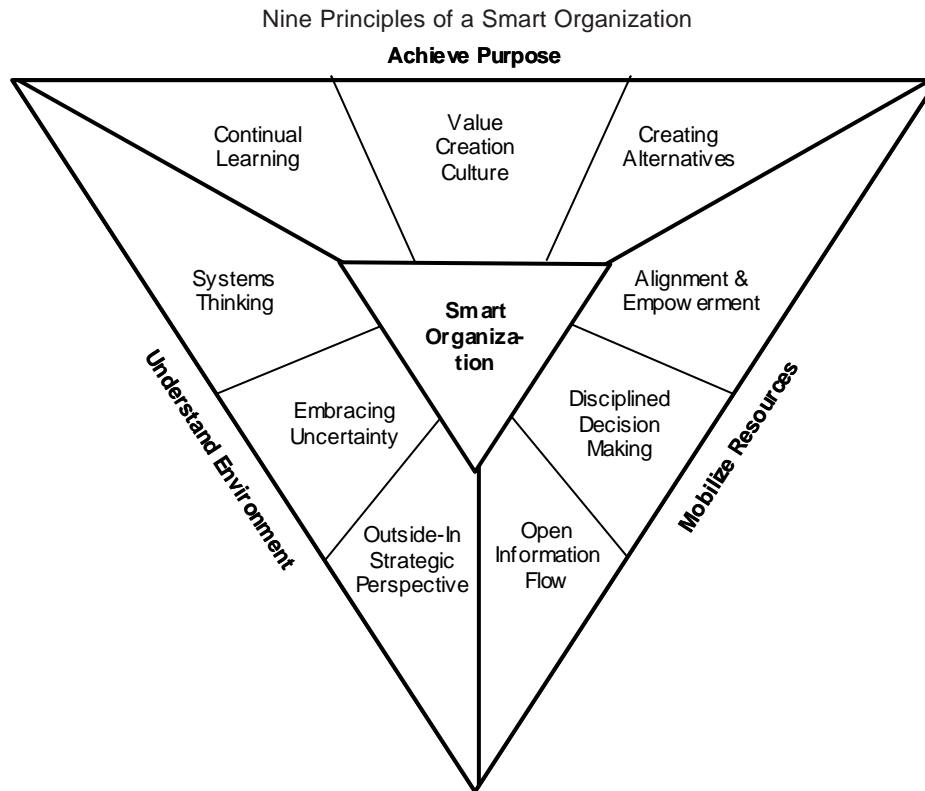 Nine Principles of a Smart Organization
Achieve Purpose
Continual
Learning
Value
Creation
Culture
Creating
Alternatives
Systems
Thinking
Smart
Organiza-
tion
Alignment &
Empowerment
Embracing
Uncertainty
Disciplined
Decision
Making
Outside-In
Strategic
Perspective
Open
Information
Flow
Understand Environment
Mobilize Resources